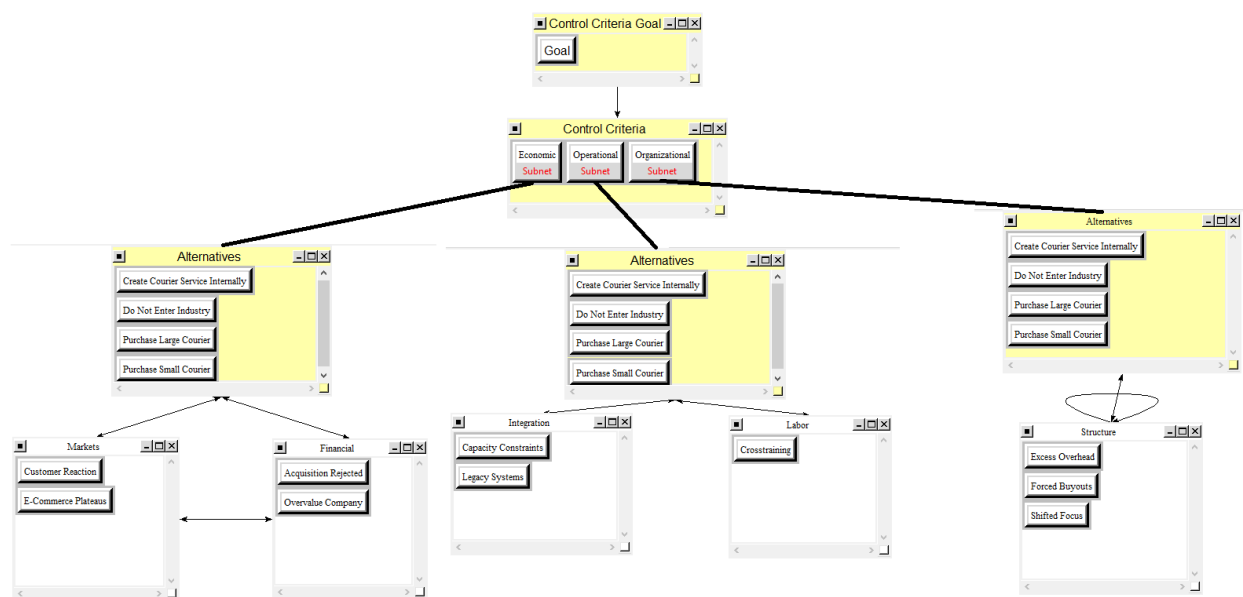 Control Criteria Goal
Goal
Control Criteria
Economic
Subnet
Operational
Subnet
Organizational
Subnet
Alternatives
Create Courier Service Internally
Do Not Enter Industry
Purchase Large Courier
Purchase Small Courier
Alternatives
Create Courier Service Internally
Do Not Enter Industry
Purchase Large Courier
Purchase Small Courier
Alternatives
Create Courier Service Internally
Do Not Enter Industry
Purchase Large Courier
Purchase Small Courier
Markets
Customer Reaction
E-Commerce Plateaus
Financial
Acquisition Rejected
Overvalue Company
Integration
Capacity Constraints
Legacy Systems
Labor
Crosstraining
Structure
Excess Overhead
Forced Buyouts
Shifted Focus